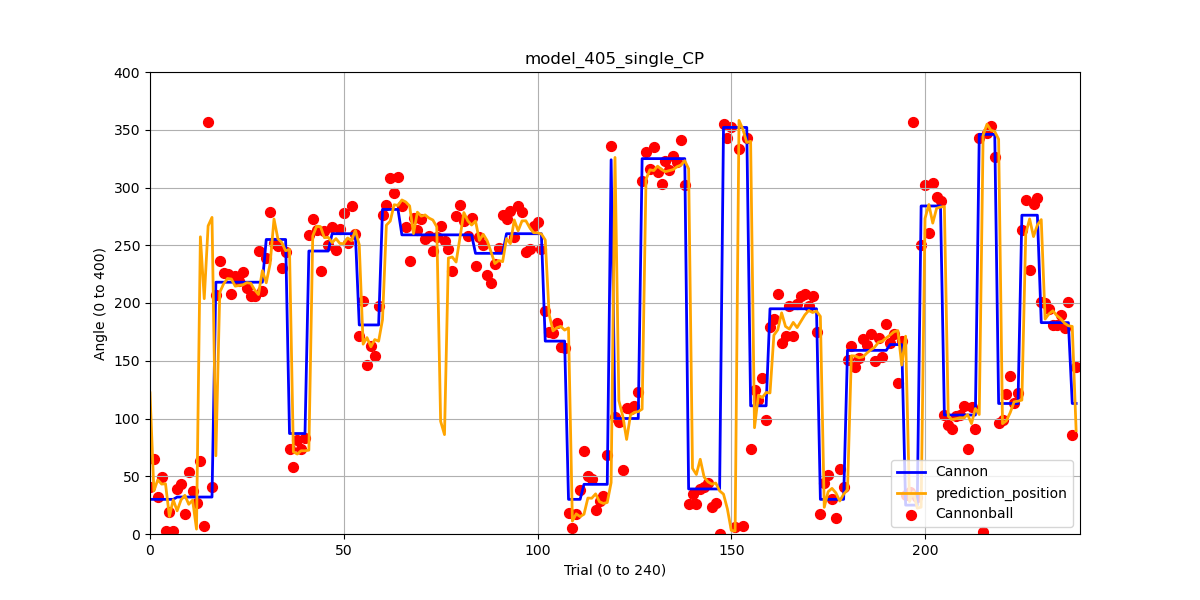 model_405_single_CP
400
350
300
250
200
150
100
50
0
Angle (0 to 400)
0 50 100 150 200
Trial (0 to 240)
Cannon
prediction_position
Cannonball